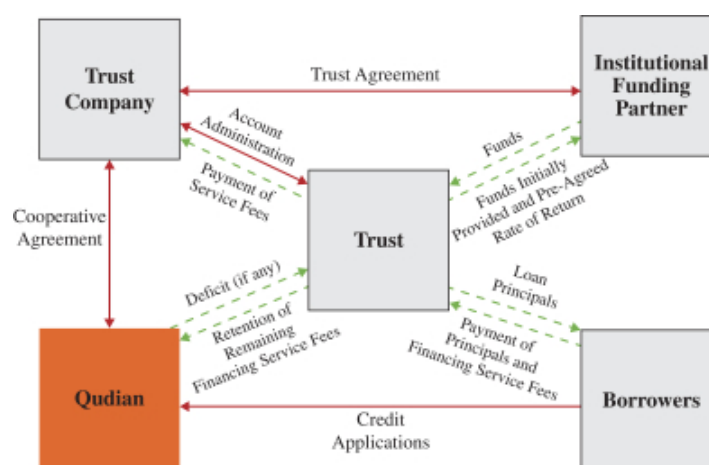 Trust
Company
Trust Agreement
Institutional
Funding
Partner
Account
Administration
Payment of
Service Fees
Funds
Funds Initially
Provided and Pre-Agreed
Rate of Return
Cooperative
Agreement
Trust
Deficit (if any)
Retention of
Remaining
Financing Service Fees
Loan
Principals
Payment of
Principals and
Financing Service Fees
Qudian
Credit
Applications
Borrowers